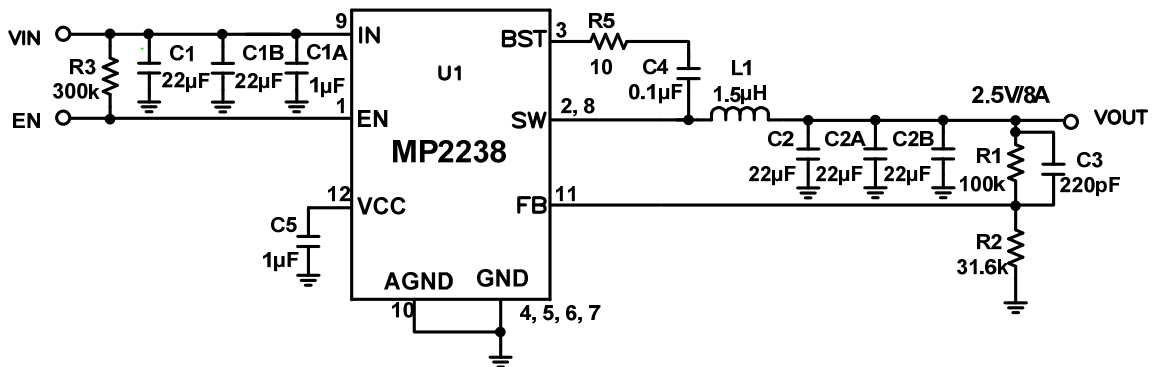 VIN
EN
R3
300k
C1
22µF
C1B
22µF
C1A
1µF
9
IN
1
EN
12
VCC
C5
1µF
U1
MP2238
AGND
10
GND
4, 5, 6, 7
BST
3
R5
10
C4
0.1µF
SW
2, 8
L1
1.5µH
FB
11
C2
22µF
C2A
22µF
C2B
22µF
2.5V/8A
VOUT
R1
100k
C3
220pF
R2
31.6k